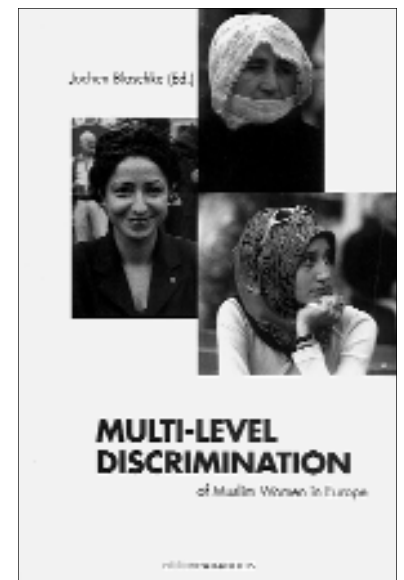 Jochen Blaschke (Ed.)
MULTI-LEVEL
DISCRIMINATION
of Muslim Women in Europe